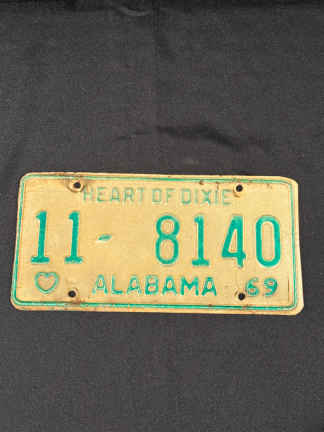 HEART OF DIXIE
11-8140
ALABAMA 69